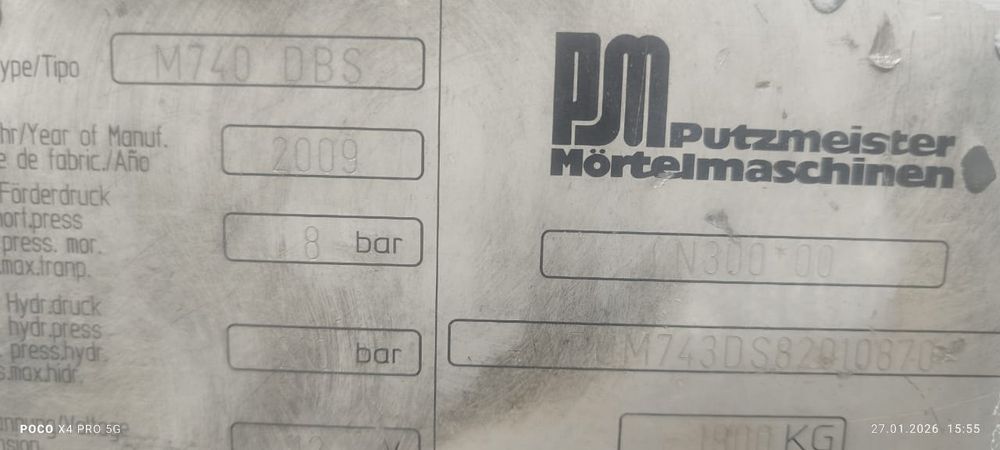 ype/Tipo M740 DBS
hr/Year of Manuf.
e de fabric./Año 2009
Förderdruck
ort.press
press. mor. 8 bar
.max.tranp.
Hydr.druck
hydr.press
press.hydr. bar
s.max.hidr.
nsion V
PM
Putzmeister
Mörtelmaschinen
N300*00
KG
POCO X4 PRO 5G
27.01.2026 15:55